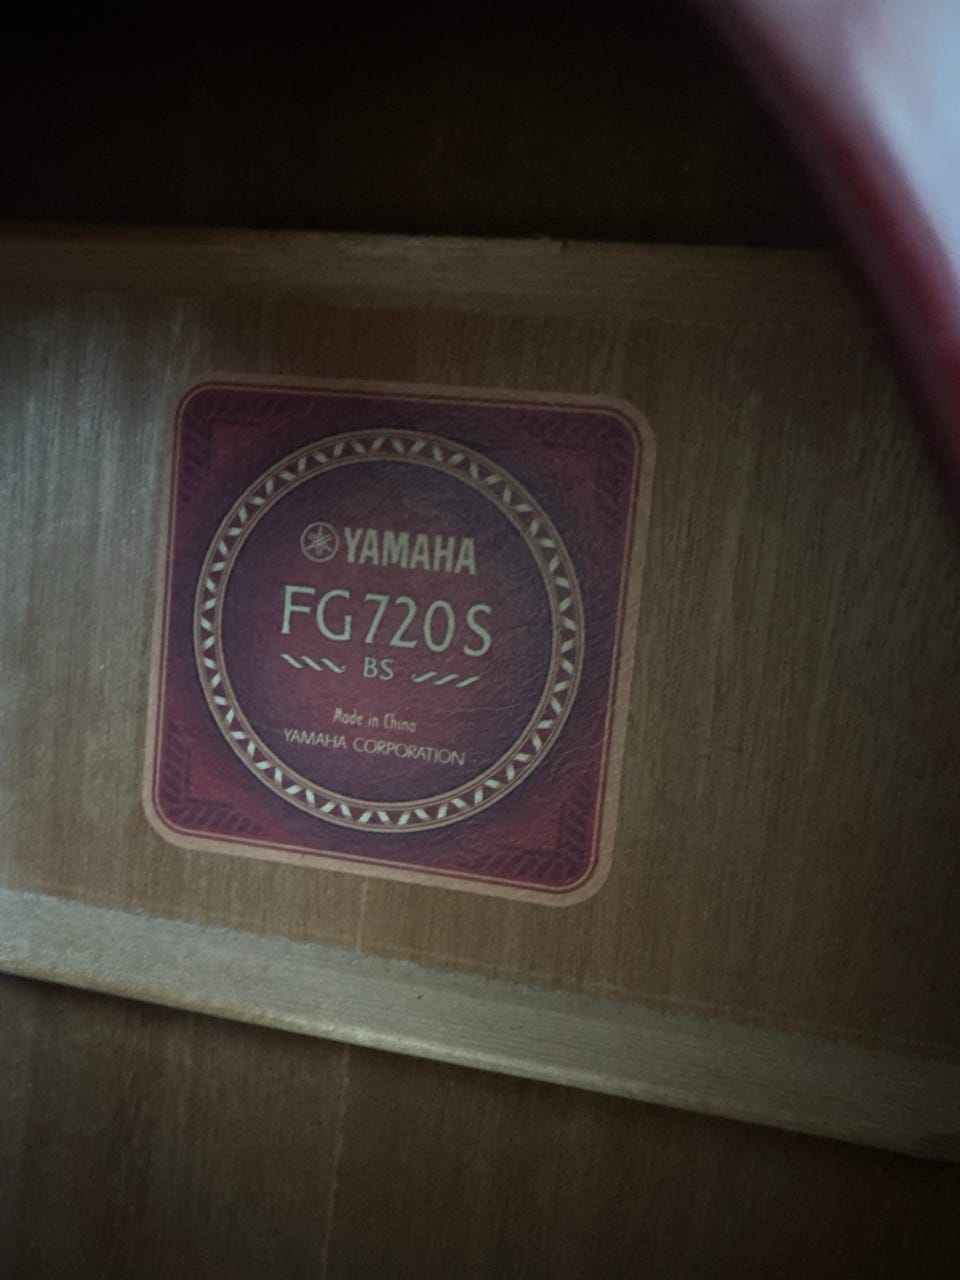 YAMAHA
FG720S
BS
Made in China
YAMAHA CORPORATION